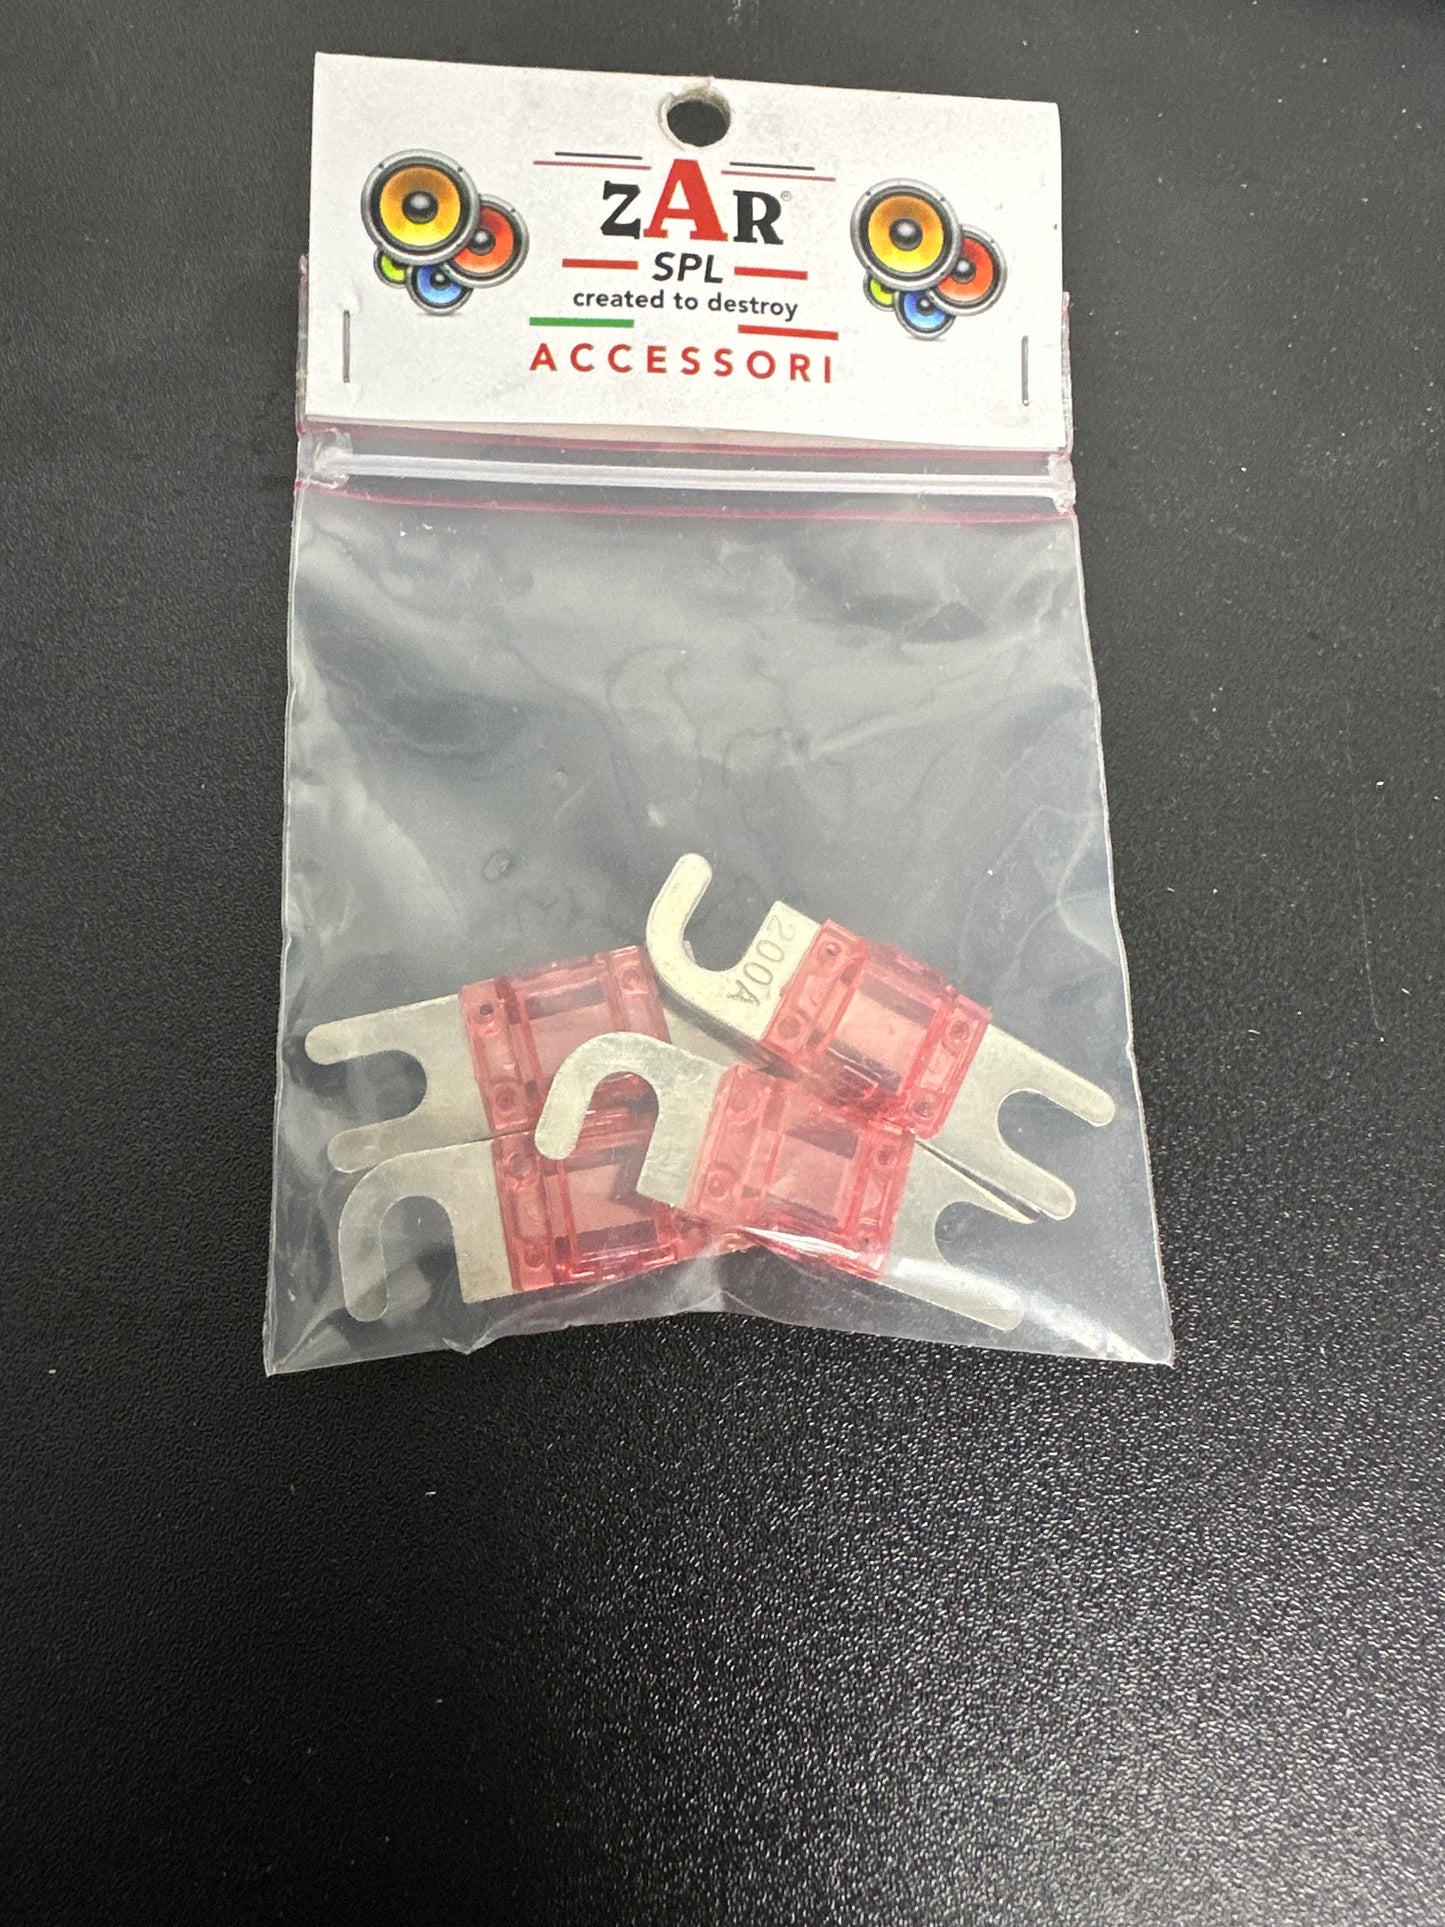 ZAR®
SPL
created to destroy
ACCESSORI
200A